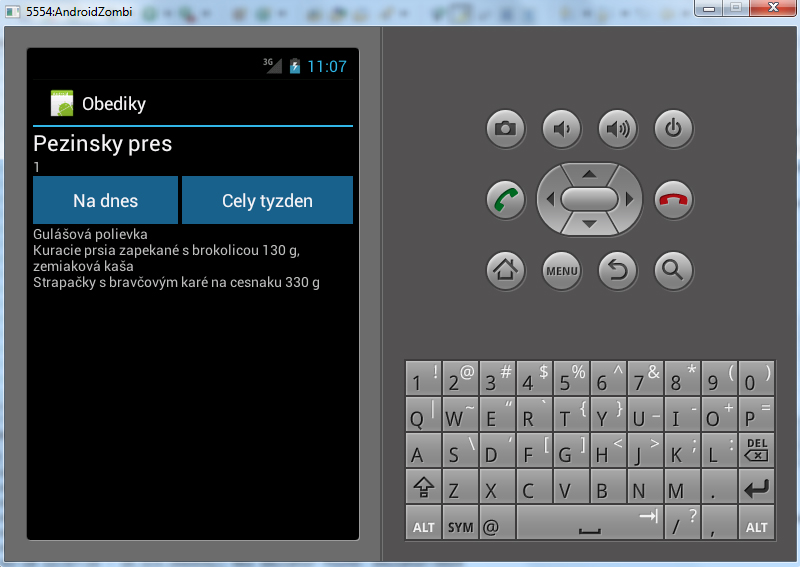 5554:AndroidZombi
3G 11:07
Obediky
Pezinsky pres
1
Na dnes Cely tyzden
Gulášová polievka
Kuracie prsia zapekané s brokolicou 130 g,
zemiaková kaša
Strapačky s bravčovým karé na cesnaku 330 g
MENU
1 ! 2 @ 3 # 4 $ 5 % 6 ^ 7 & 8 * 9 ( 0 )
Q | W ~ E “ R ` T { Y } U _ I - O + P =
A S \ D ‘ F [ G ] H < J > K ; L : DEL
Z X C V B N M .
ALT SYM @ / ? , ALT